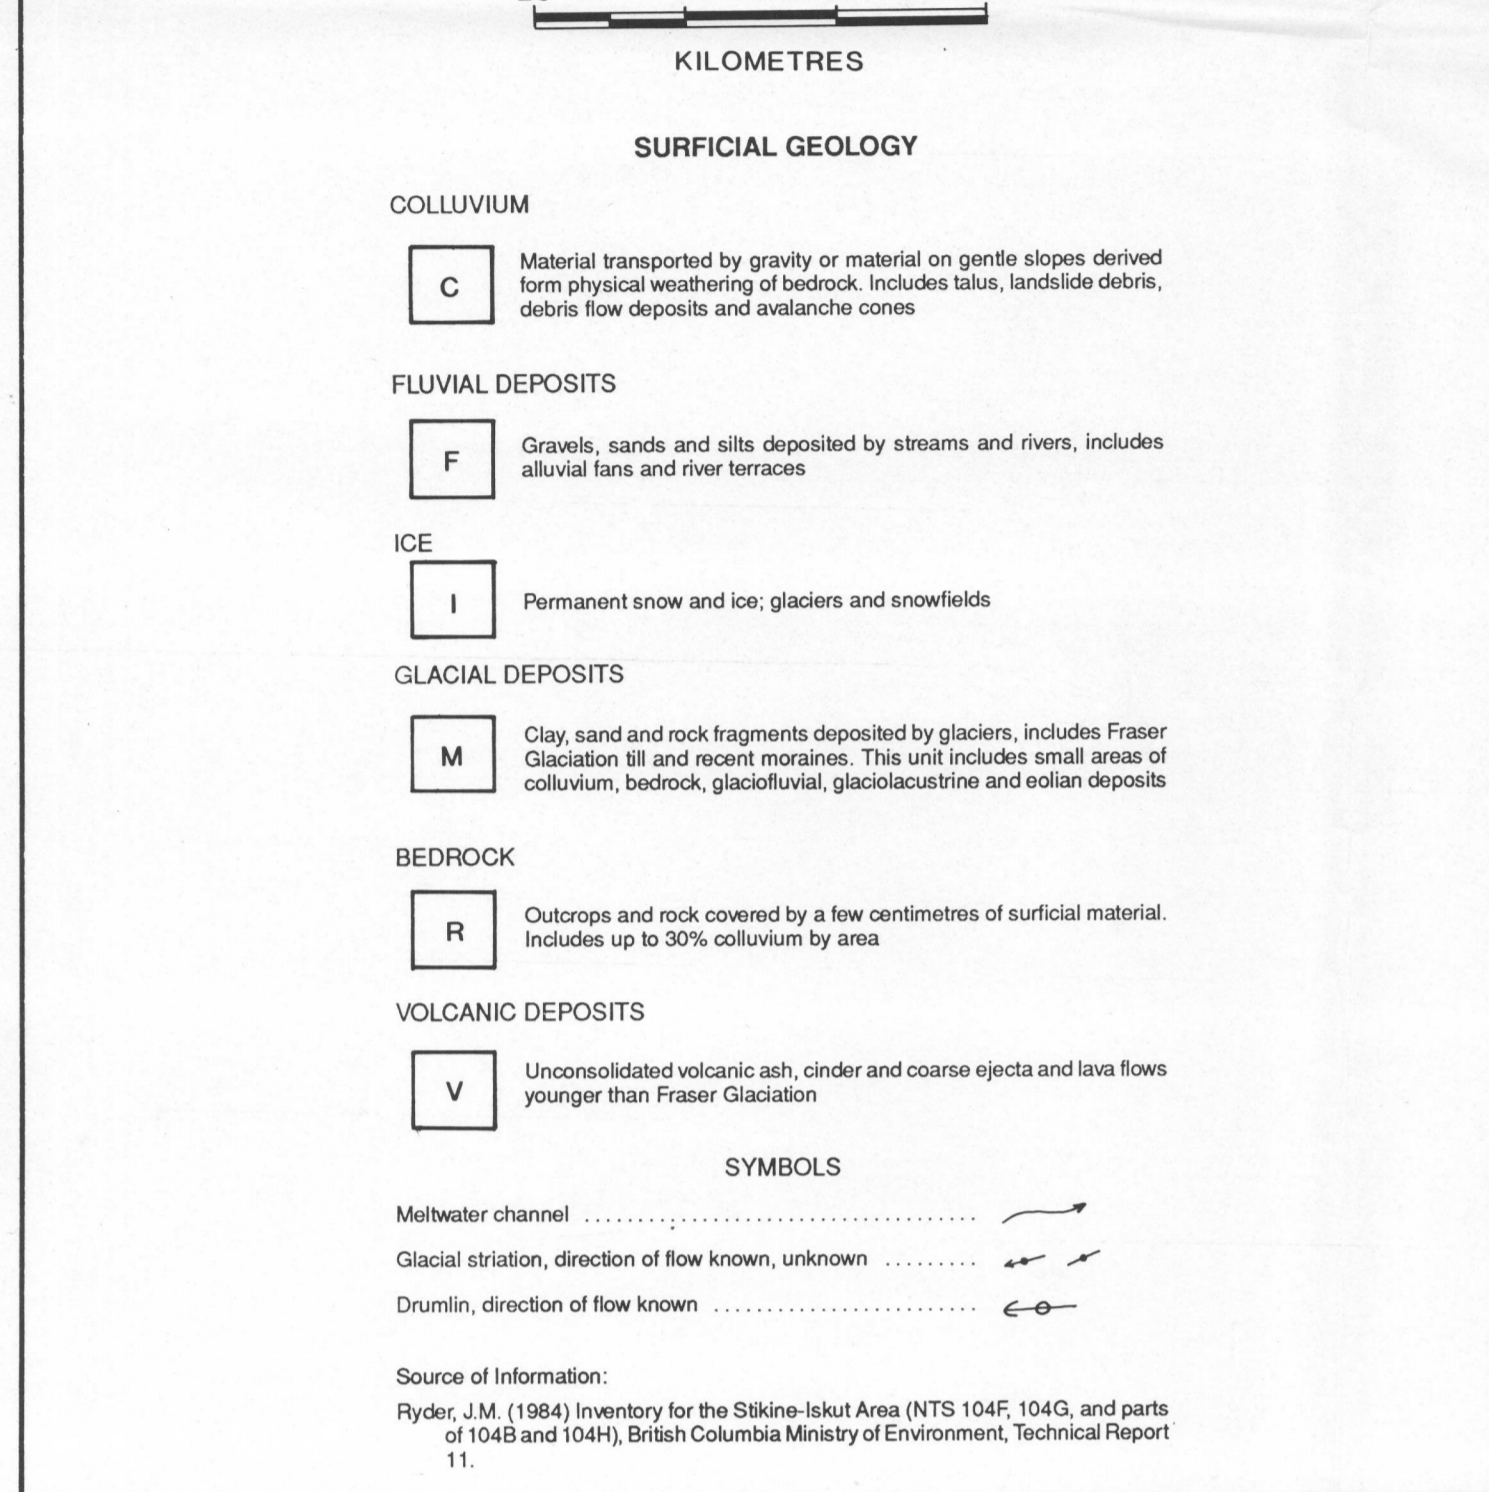 KILOMETRES
SURFICIAL GEOLOGY
COLLUVIUM
C
Material transported by gravity or material on gentle slopes derived
form physical weathering of bedrock. Includes talus, landslide debris,
debris flow deposits and avalanche cones
FLUVIAL DEPOSITS
F
Gravels, sands and silts deposited by streams and rivers, includes
alluvial fans and river terraces
ICE
I
Permanent snow and ice; glaciers and snowfields
GLACIAL DEPOSITS
M
Clay, sand and rock fragments deposited by glaciers, includes Fraser
Glaciation till and recent moraines. This unit includes small areas of
colluvium, bedrock, glaciofluvial, glaciolacustrine and eolian deposits
BEDROCK
R
Outcrops and rock covered by a few centimetres of surficial material.
Includes up to 30% colluvium by area
VOLCANIC DEPOSITS
V
Unconsolidated volcanic ash, cinder and coarse ejecta and lava flows
younger than Fraser Glaciation
SYMBOLS
Meltwater channel ......................................
Glacial striation, direction of flow known, unknown .........
Drumlin, direction of flow known .........................
Source of Information:
Ryder, J.M. (1984) Inventory for the Stikine-Iskut Area (NTS 104F, 104G, and parts
of 104B and 104H), British Columbia Ministry of Environment, Technical Report
11.